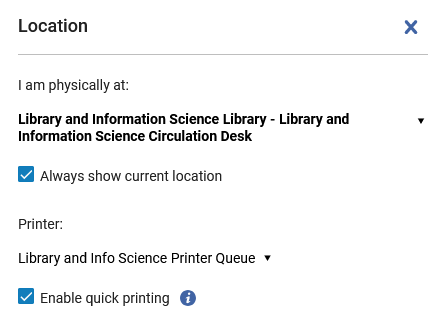 Location
I am physically at:
Library and Information Science Library - Library and
Information Science Circulation Desk
Always show current location
Printer:
Library and Info Science Printer Queue
Enable quick printing